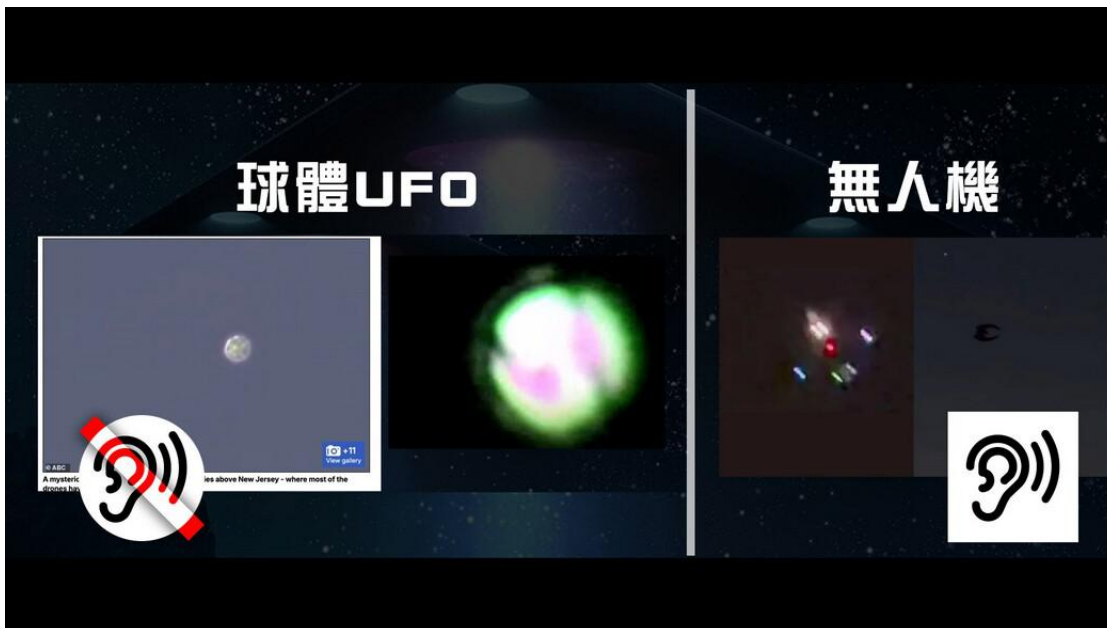 球體UFO
無人機
© ABC
+11
View gallery
A mysteri
ies above New Jersey - where most of the
drones ha